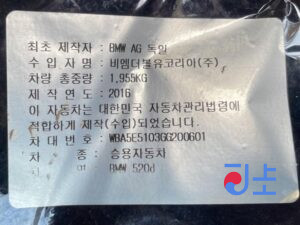 최초 제작자 : BMW AG 독일
수 입 자 명 : 비엠더블유코리아(주)
차량 총중량 : 1,955KG
제 작 연 도 : 2016
이 자동차는 대한민국 자동차관리법령에
적합하게 제작(수입)되었습니다.
차 대 번 호 : WBA5E5103GG200601
차 종 : 승용자동차
명 : BMW 520d